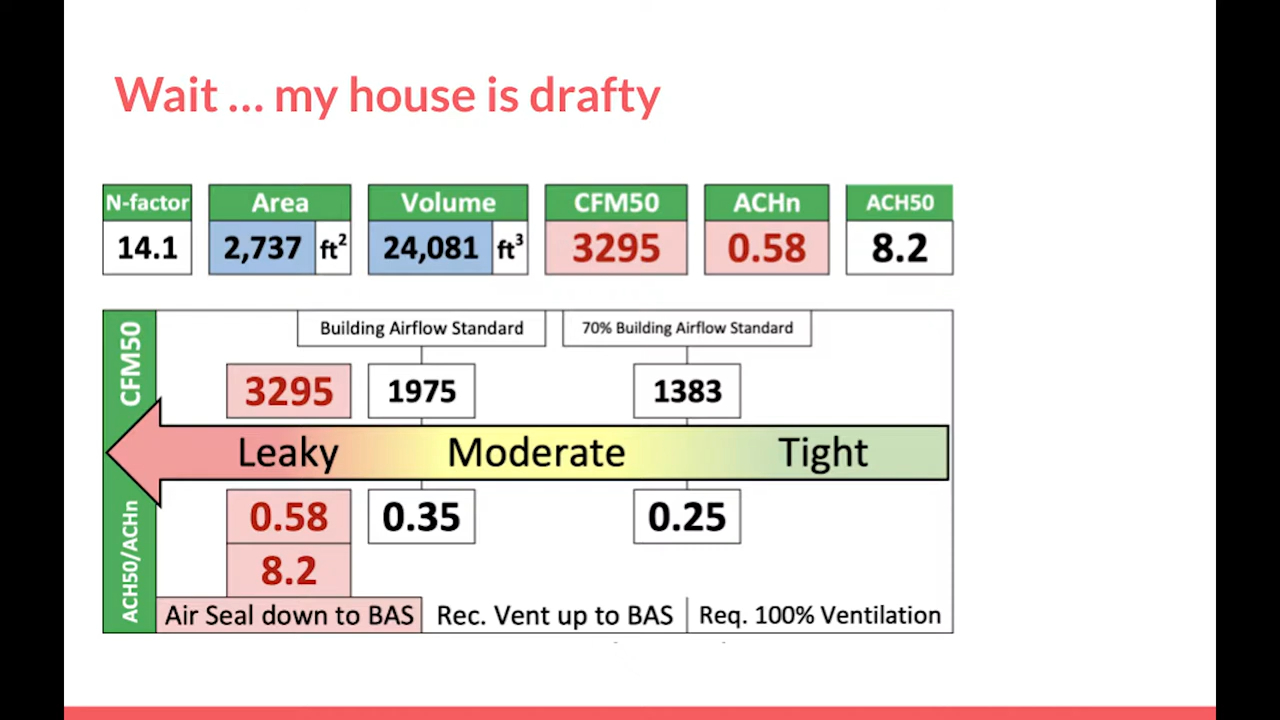 Wait ... my house is drafty
N-factor Area Volume CFM50 ACHn ACH50
14.1 2,737 ft² 24,081 ft³ 3295 0.58 8.2
Building Airflow Standard 70% Building Airflow Standard
CFM50
3295 1975 1383
Leaky Moderate Tight
ACH50/ACHn
0.58 0.35 0.25
8.2
Air Seal down to BAS Rec. Vent up to BAS Req. 100% Ventilation